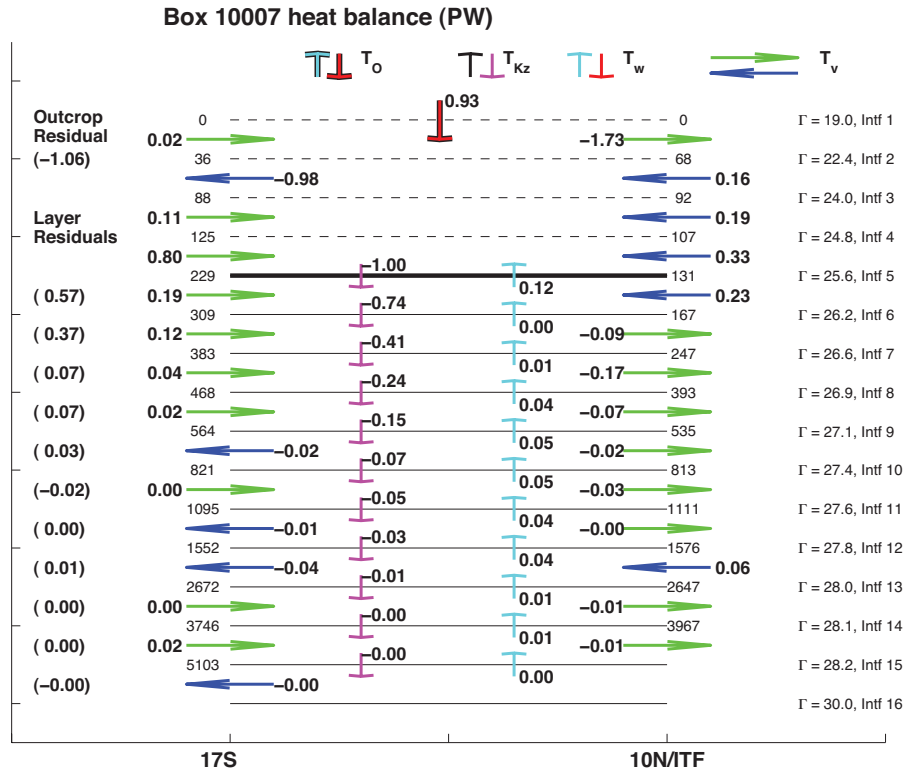 Box 10007 heat balance (PW)
T_O T_Kz T_w T_v
0.93
Outcrop 0 0 Γ = 19.0, Intf 1
Residual 0.02 −1.73
(−1.06) 36 68 Γ = 22.4, Intf 2
−0.98 0.16
88 92 Γ = 24.0, Intf 3
Layer 0.11 0.19
Residuals 125 107 Γ = 24.8, Intf 4
0.80 0.33
−1.00
229 131 Γ = 25.6, Intf 5
0.12
( 0.57) 0.19 0.23
−0.74
309 167 Γ = 26.2, Intf 6
0.00
( 0.37) 0.12 −0.09
−0.41
383 247 Γ = 26.6, Intf 7
0.01
( 0.07) 0.04 −0.17
−0.24
468 393 Γ = 26.9, Intf 8
0.04
( 0.07) 0.02 −0.07
−0.15
564 535 Γ = 27.1, Intf 9
0.05
( 0.03) −0.02 −0.02
−0.07
821 813 Γ = 27.4, Intf 10
0.05
(−0.02) 0.00 −0.03
−0.05
1095 1111 Γ = 27.6, Intf 11
0.04
( 0.00) −0.01 −0.00
−0.03
1552 1576 Γ = 27.8, Intf 12
0.04
( 0.01) −0.04 0.06
−0.01
2672 2647 Γ = 28.0, Intf 13
0.01
( 0.00) 0.00 −0.01
−0.00
3746 3967 Γ = 28.1, Intf 14
0.01
( 0.00) 0.02 −0.01
−0.00
5103 Γ = 28.2, Intf 15
0.00
(−0.00) −0.00
Γ = 30.0, Intf 16
17S 10N/ITF